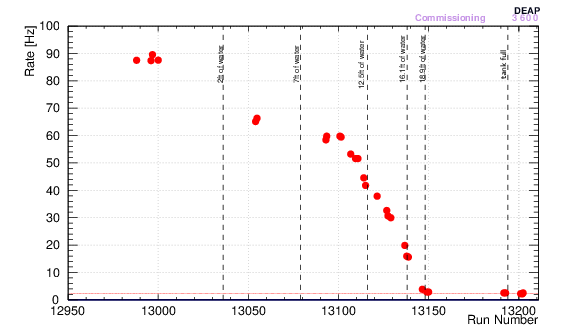 DEAP
Commissioning 3600
Rate [Hz]
100
90
80
70
60
50
40
30
20
10
0
2ft of water
7ft of water
12.5ft of water
16.1ft of water
18.9ft of water
tank full
12950 13000 13050 13100 13150 13200
Run Number